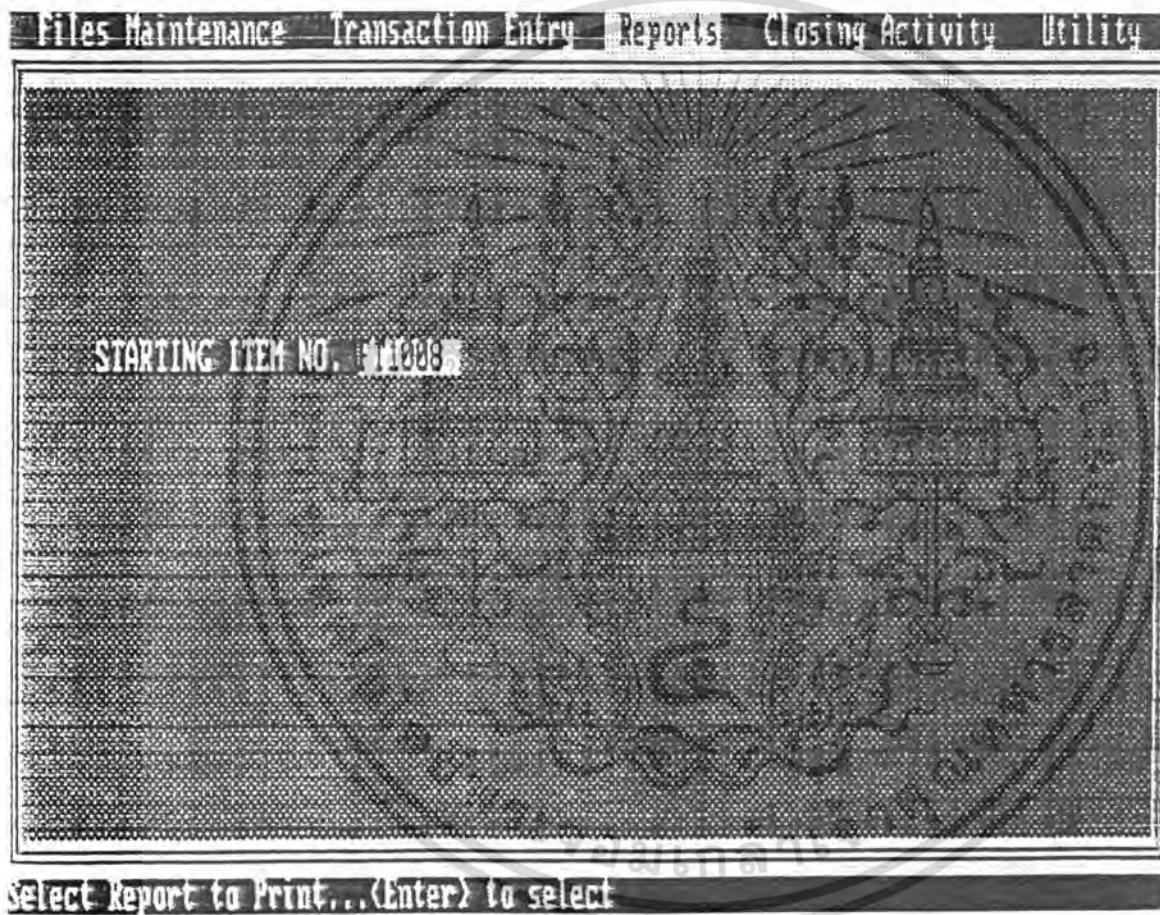 Files Maintenance Transaction Entry Reports Closing Activity Utility
STARTING ITEM NO.
Select Report to Print...<Enter> to select